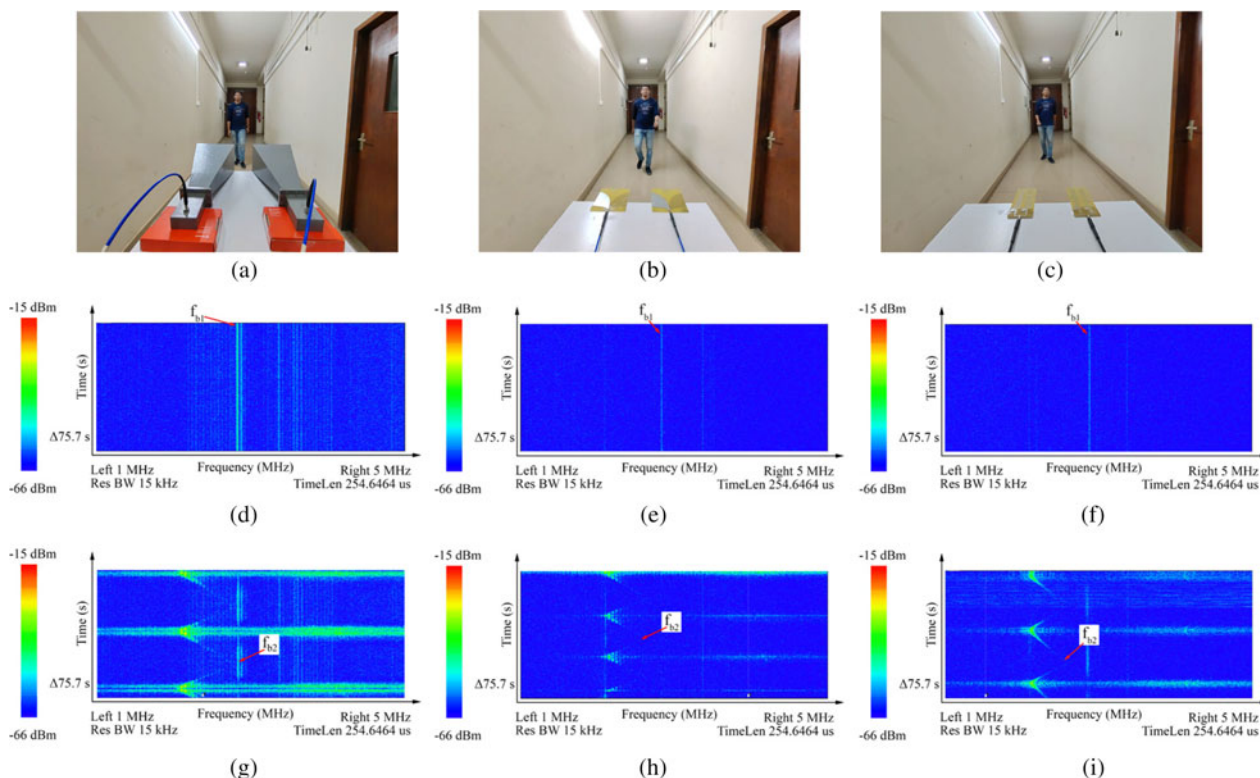 (a)
(b)
(c)
-15 dBm
f_b1
Time (s)
Δ75.7 s
-66 dBm
Left 1 MHz
Frequency (MHz)
Right 5 MHz
Res BW 15 kHz
TimeLen 254.6464 us
(d)
-15 dBm
f_b1
Time (s)
Δ75.7 s
-66 dBm
Left 1 MHz
Frequency (MHz)
Right 5 MHz
Res BW 15 kHz
TimeLen 254.6464 us
(e)
-15 dBm
f_b1
Time (s)
Δ75.7 s
-66 dBm
Left 1 MHz
Frequency (MHz)
Right 5 MHz
Res BW 15 kHz
TimeLen 254.6464 us
(f)
-15 dBm
f_b2
Time (s)
Δ75.7 s
-66 dBm
Left 1 MHz
Frequency (MHz)
Right 5 MHz
Res BW 15 kHz
TimeLen 254.6464 us
(g)
-15 dBm
f_b2
Time (s)
Δ75.7 s
-66 dBm
Left 1 MHz
Frequency (MHz)
Right 5 MHz
Res BW 15 kHz
TimeLen 254.6464 us
(h)
-15 dBm
f_b2
Time (s)
Δ75.7 s
-66 dBm
Left 1 MHz
Frequency (MHz)
Right 5 MHz
Res BW 15 kHz
TimeLen 254.6464 us
(i)